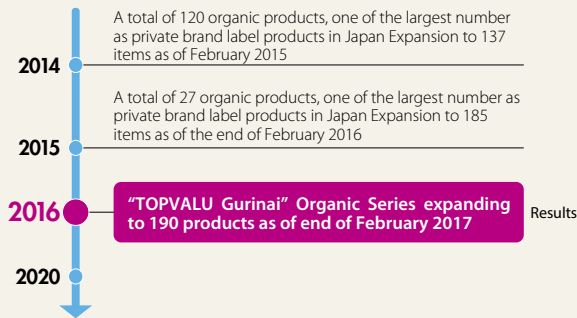 A total of 120 organic products, one of the largest number
as private brand label products in Japan Expansion to 137
items as of February 2015
2014
A total of 27 organic products, one of the largest number as
private brand label products in Japan Expansion to 185
items as of the end of February 2016
2015
2016
“TOPVALU Gurinai” Organic Series expanding
to 190 products as of end of February 2017
Results
2020